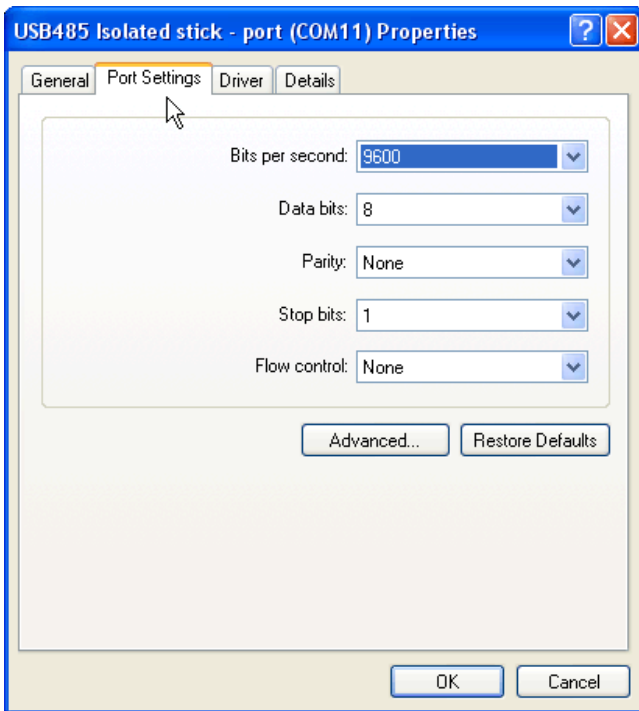 USB485 Isolated stick - port (COM11) Properties
General Port Settings Driver Details
Bits per second: 9600
Data bits: 8
Parity: None
Stop bits: 1
Flow control: None
Advanced... Restore Defaults
OK Cancel